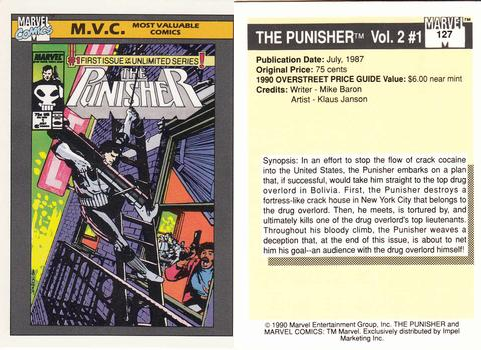 MARVEL
COMICS
M.V.C.
MOST VALUABLE
COMICS
MARVEL
#1 FIRST ISSUE OF THE UNLIMITED SERIES!
THE
PUNISHER
THE PUNISHER™ Vol. 2 #1
MARVEL™
127
Publication Date: July, 1987
Original Price: 75 cents
1990 OVERSTREET PRICE GUIDE Value: $6.00 near mint
Credits: Writer - Mike Baron
Artist - Klaus Janson
Synopsis: In an effort to stop the flow of crack cocaine
into the United States, the Punisher embarks on a plan
that, if successful, would take him straight to the top drug
overlord in Bolivia. First, the Punisher destroys a
fortress-like crack house in New York City that belongs to
the drug overlord. Then, he meets, is tortured by, and
ultimately kills one of the drug overlord's top lieutenants.
Throughout his bloody climb, the Punisher weaves a
deception that, at the end of this issue, is about to net
him his goal--an audience with the drug overlord himself!
© 1990 Marvel Entertainment Group, Inc. THE PUNISHER and
MARVEL COMICS: TM Marvel. Exclusively distributed by Impel
Marketing Inc.